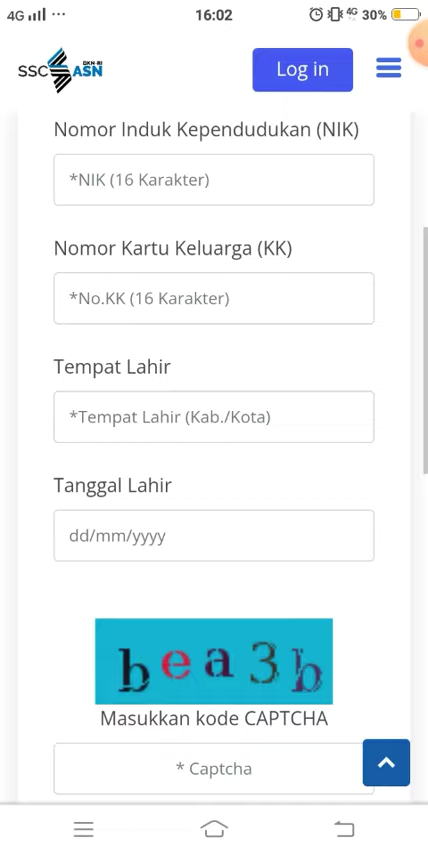 4G
16:02
4G 30%
SSC BKN-RI ASN
Log in
Nomor Induk Kependudukan (NIK)
*NIK (16 Karakter)
Nomor Kartu Keluarga (KK)
*No.KK (16 Karakter)
Tempat Lahir
*Tempat Lahir (Kab./Kota)
Tanggal Lahir
dd/mm/yyyy
bea3b
Masukkan kode CAPTCHA
* Captcha